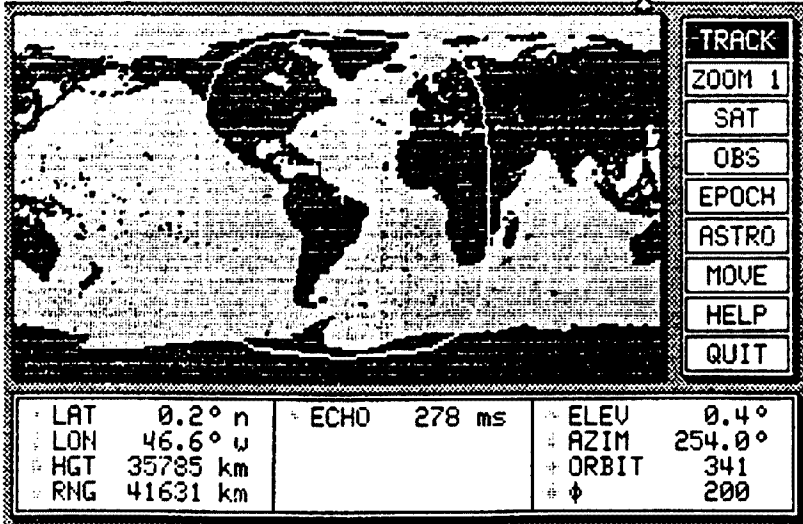 TRACK
ZOOM 1
SAT
OBS
EPOCH
ASTRO
MOVE
HELP
QUIT
LAT 0.2° n
LON 46.6° w
HGT 35785 km
RNG 41631 km
ECHO 278 ms
ELEV 0.4°
AZIM 254.0°
ORBIT 341
ϕ 200